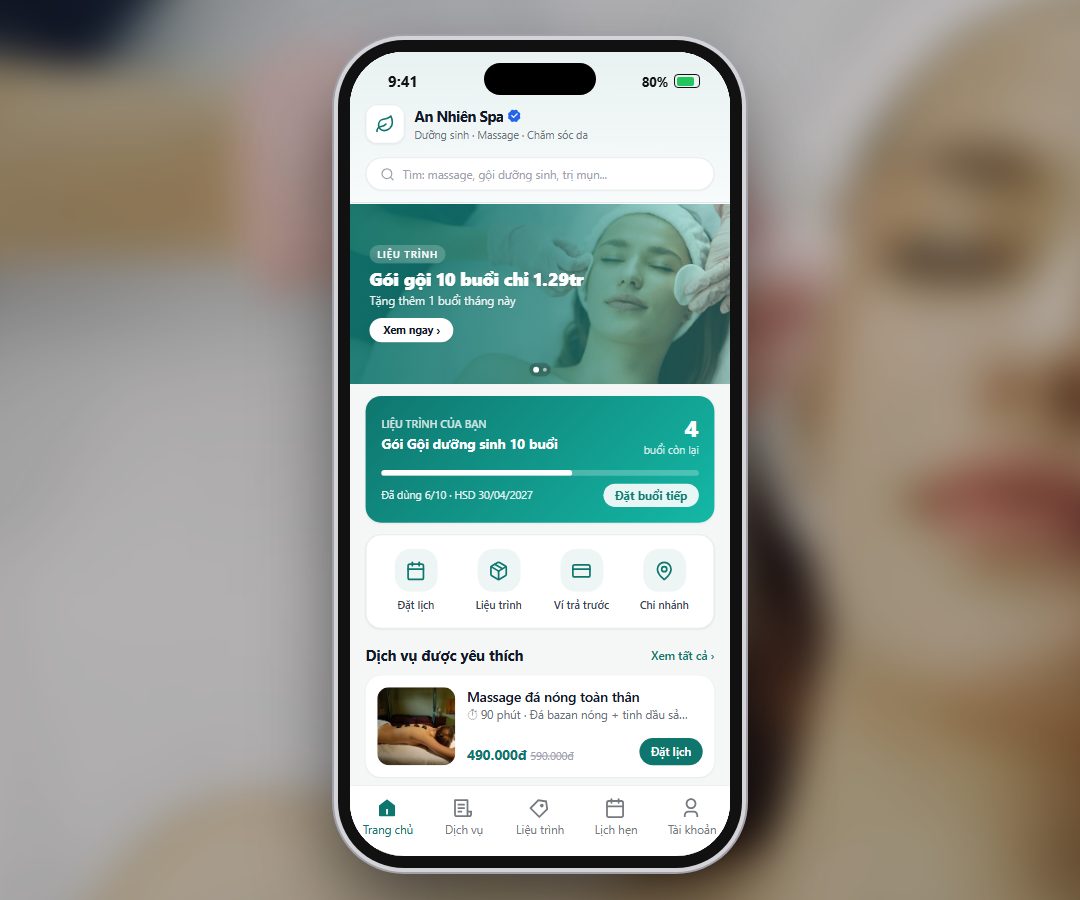 9:41
80%
An Nhiên Spa
Dưỡng sinh · Massage · Chăm sóc da
Tìm: massage, gội dưỡng sinh, trị mụn...
LIỆU TRÌNH
Gói gội 10 buổi chỉ 1.29tr
Tặng thêm 1 buổi tháng này
Xem ngay ›
LIỆU TRÌNH CỦA BẠN
Gói Gội dưỡng sinh 10 buổi
4
buổi còn lại
Đã dùng 6/10 · HSD 30/04/2027
Đặt buổi tiếp
Đặt lịch
Liệu trình
Ví trả trước
Chi nhánh
Dịch vụ được yêu thích
Xem tất cả ›
Massage đá nóng toàn thân
90 phút · Đá bazan nóng + tinh dầu sả...
490.000đ 590.000đ
Đặt lịch
Trang chủ
Dịch vụ
Liệu trình
Lịch hẹn
Tài khoản